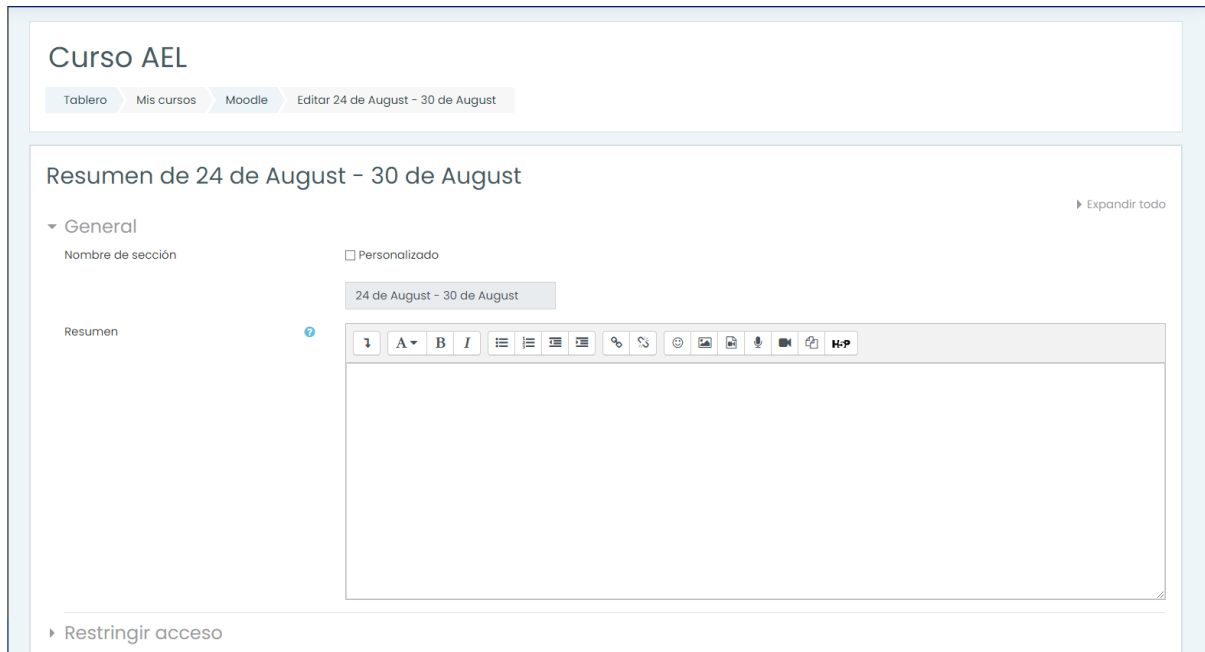 Curso AEL
Tablero Mis cursos Moodle Editar 24 de August - 30 de August
Resumen de 24 de August - 30 de August
Expandir todo
General
Nombre de sección Personalizado
24 de August - 30 de August
Resumen
A B I H5P
Restringir acceso